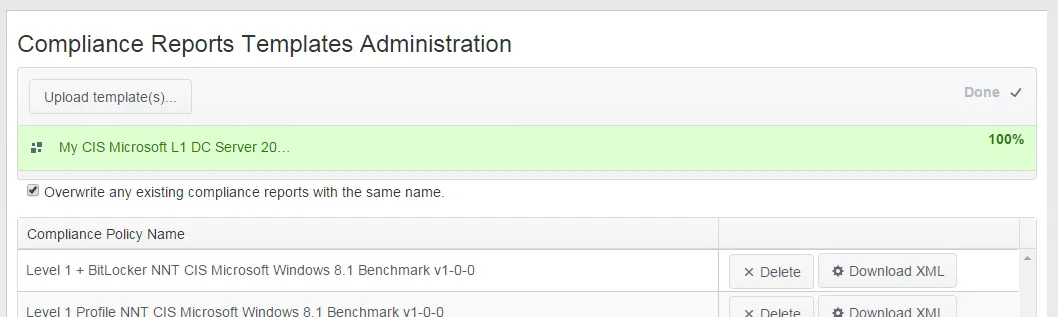 Compliance Reports Templates Administration
Upload template(s)...
Done
My CIS Microsoft L1 DC Server 20...
100%
Overwrite any existing compliance reports with the same name.
Compliance Policy Name
Level 1 + BitLocker NNT CIS Microsoft Windows 8.1 Benchmark v1-0-0
Delete
Download XML
Level 1 Profile NNT CIS Microsoft Windows 8.1 Benchmark v1-0-0
Delete
Download XML